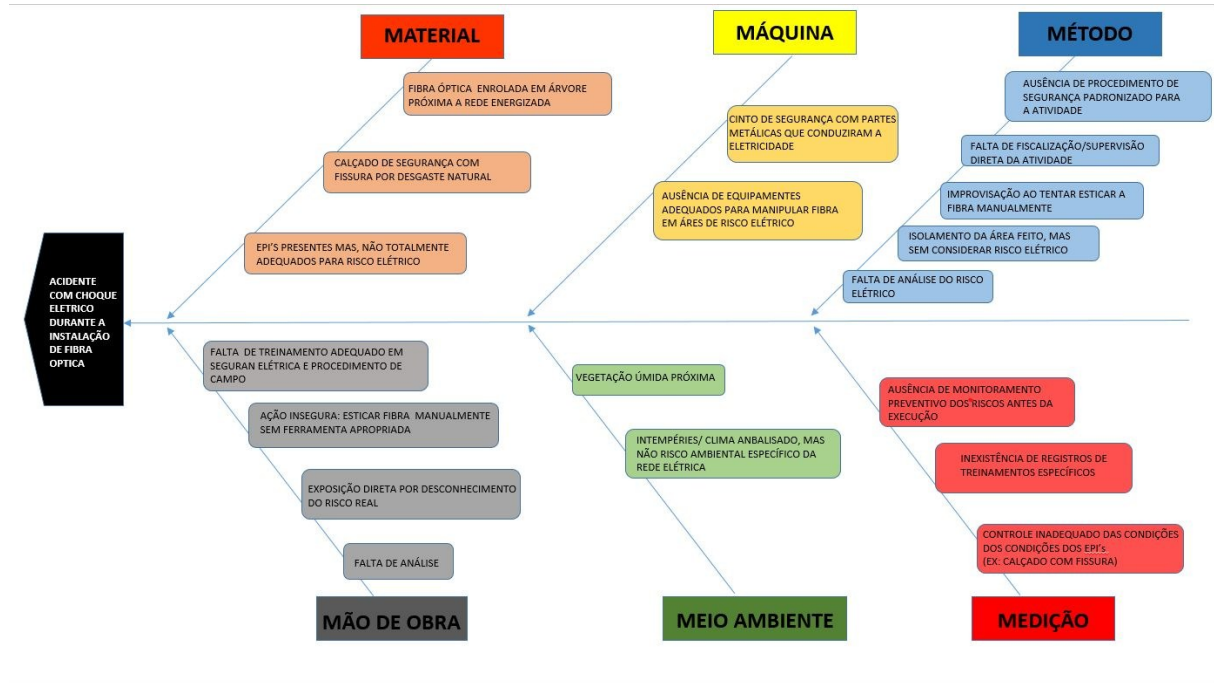 MATERIAL
FIBRA ÓPTICA ENROLADA EM ÁRVORE
PRÓXIMA A REDE ENERGIZADA
CALÇADO DE SEGURANÇA COM
FISSURA POR DESGASTE NATURAL
EPI'S PRESENTES MAS, NÃO TOTALMENTE
ADEQUADOS PARA RISCO ELÉTRICO
MÁQUINA
CINTO DE SEGURANÇA COM PARTES
METÁLICAS QUE CONDUZIRAM A
ELETRICIDADE
AUSÊNCIA DE EQUIPAMENTOS
ADEQUADOS PARA MANIPULAR FIBRA
EM ÁRES DE RISCO ELÉTRICO
MÉTODO
AUSÊNCIA DE PROCEDIMENTO DE
SEGURANÇA PADRONIZADO PARA
A ATIVIDADE
FALTA DE FISCALIZAÇÃO/SUPERVISÃO
DIRETA DA ATIVIDADE
IMPROVISAÇÃO AO TENTAR ESTICAR A
FIBRA MANUALMENTE
ISOLAMENTO DA ÁREA FEITO, MAS
SEM CONSIDERAR RISCO ELÉTRICO
FALTA DE ANÁLISE DO RISCO
ELÉTRICO
ACIDENTE
COM CHOQUE
ELETRICO
DURANTE A
INSTALAÇÃO
DE FIBRA
OPTICA
FALTA DE TREINAMENTO ADEQUADO EM
SEGURAN ELÉTRICA E PROCEDIMENTO DE
CAMPO
AÇÃO INSEGURA: ESTICAR FIBRA MANUALMENTE
SEM FERRAMENTA APROPRIADA
EXPOSIÇÃO DIRETA POR DESCONHECIMENTO
DO RISCO REAL
FALTA DE ANÁLISE
MÃO DE OBRA
VEGETAÇÃO ÚMIDA PRÓXIMA
INTEMPÉRIES/ CLIMA ANBALISADO, MAS
NÃO RISCO AMBIENTAL ESPECÍFICO DA
REDE ELÉTRICA
MEIO AMBIENTE
AUSÊNCIA DE MONITORAMENTO
PREVENTIVO DOS RISCOS ANTES DA
EXECUÇÃO
INEXISTÊNCIA DE REGISTROS DE
TREINAMENTOS ESPECÍFICOS
CONTROLE INADEQUADO DAS CONDIÇÕES
DOS CONDIÇÕES DOS EPI's
(EX: CALÇADO COM FISSURA)
MEDIÇÃO